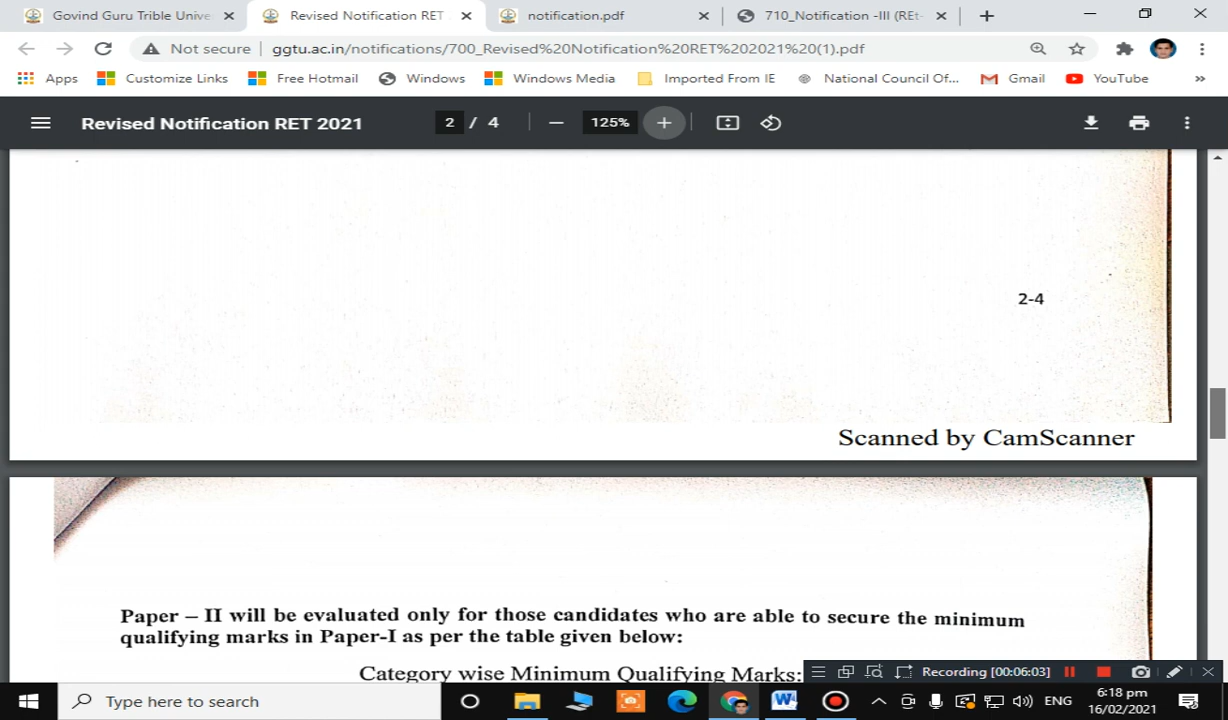 Govind Guru Trible Unive
Revised Notification RET
notification.pdf
710_Notification -III (REt-
Not secure
ggtu.ac.in/notifications/700_Revised%20Notification%20RET%202021%20(1).pdf
Apps
Customize Links
Free Hotmail
Windows
Windows Media
Imported From IE
National Council Of...
Gmail
YouTube
»
Revised Notification RET 2021
2 / 4
125%
2-4
Scanned by CamScanner
Paper – II will be evaluated only for those candidates who are able to secure the minimum
qualifying marks in Paper-I as per the table given below:
Category wise Minimum Qualifying Marks:
Recording [00:06:03]
Type here to search
ENG
6:18 pm
16/02/2021